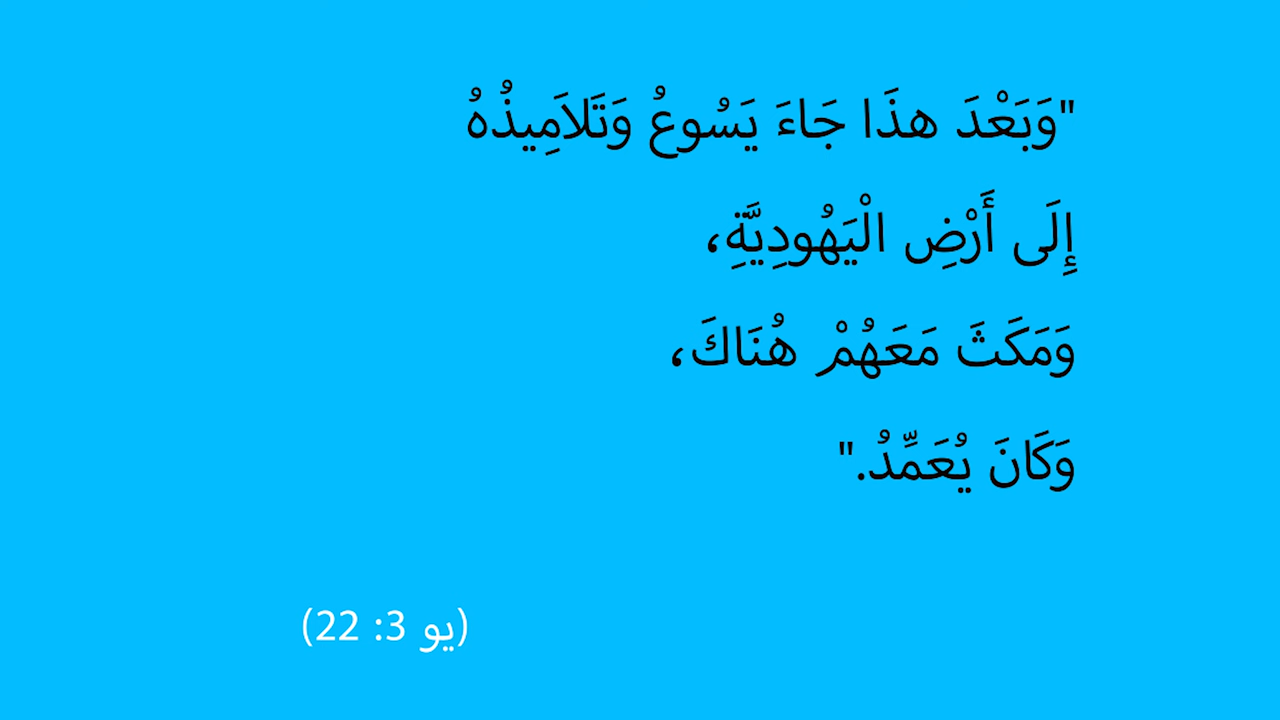 "وَبَعْدَ هذَا جَاءَ يَسُوعُ وَتَلاَمِيذُهُ
إِلَى أَرْضِ الْيَهُودِيَّةِ،
وَمَكَثَ مَعَهُمْ هُنَاكَ،
وَكَانَ يُعَمِّدُ."
(يو 3: 22)